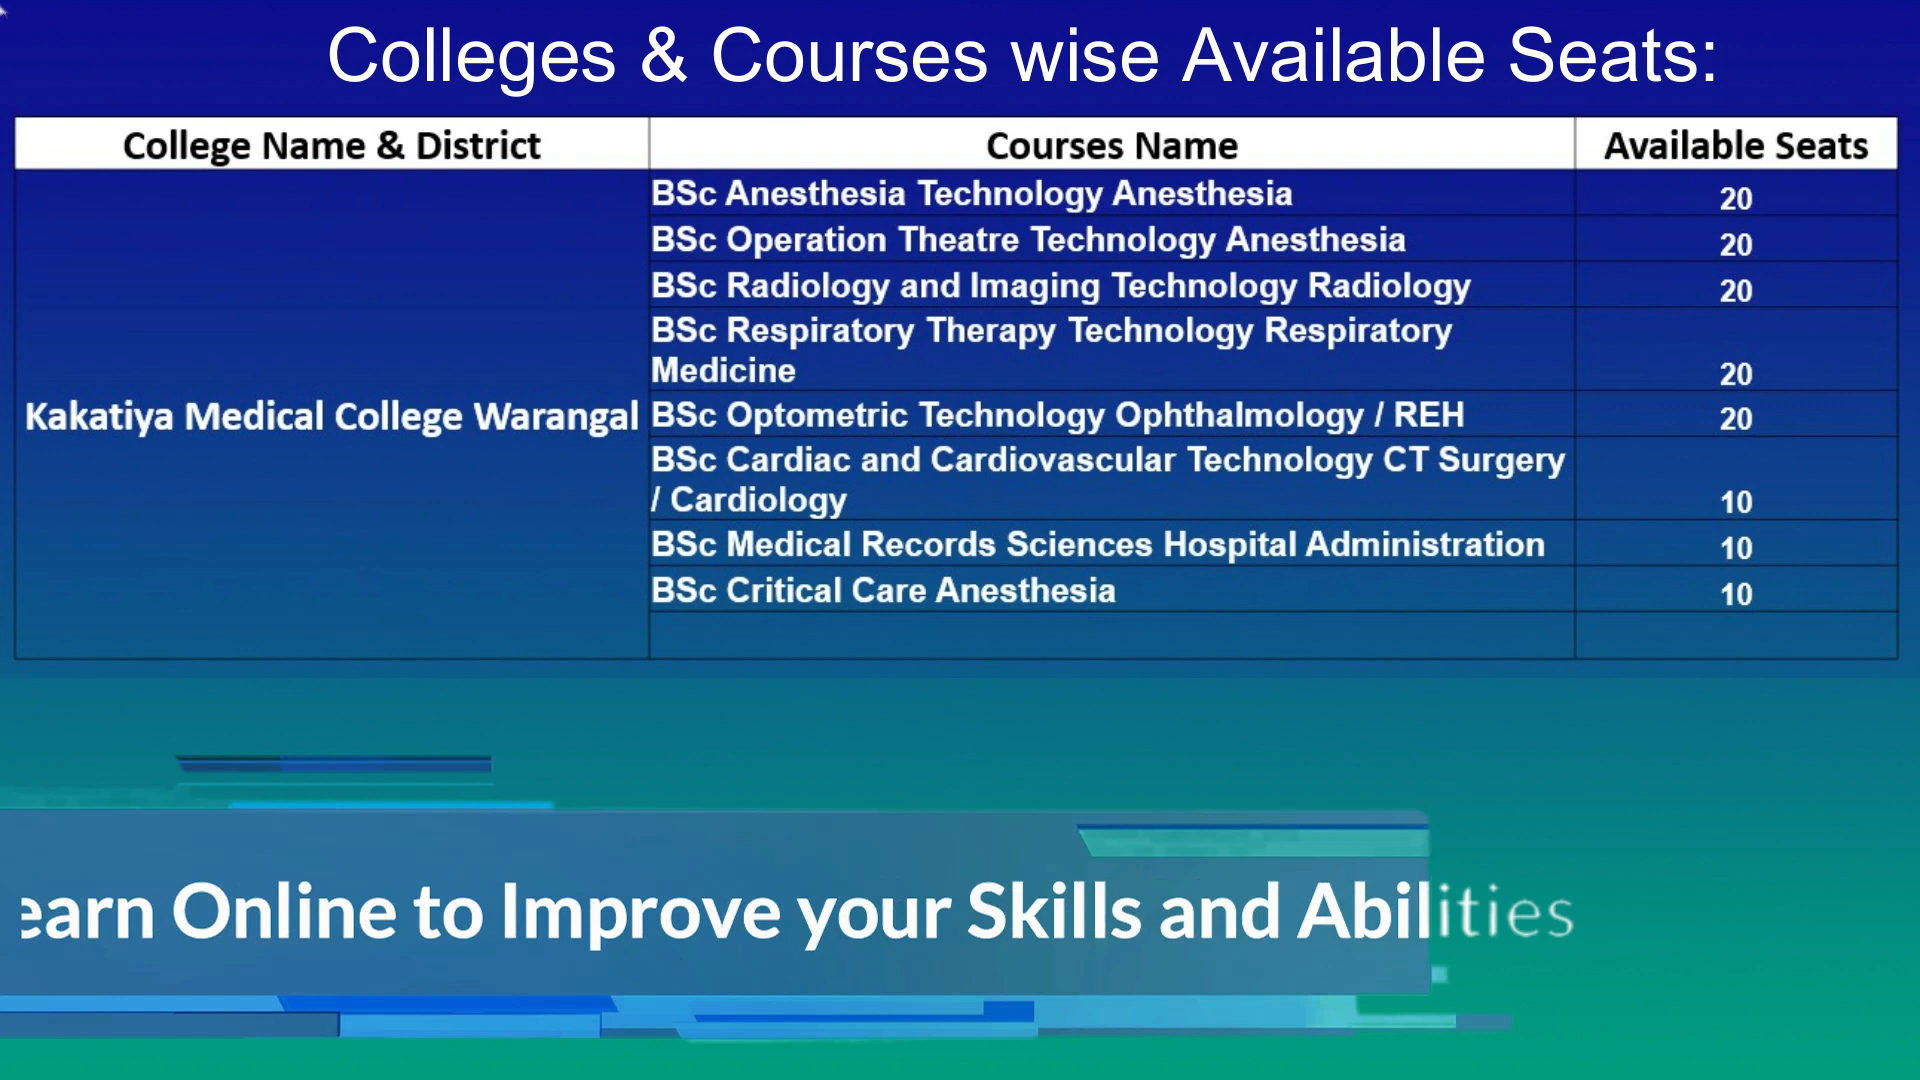 Colleges & Courses wise Available Seats:
College Name & District Courses Name Available Seats
BSc Anesthesia Technology Anesthesia 20
BSc Operation Theatre Technology Anesthesia 20
BSc Radiology and Imaging Technology Radiology 20
BSc Respiratory Therapy Technology Respiratory
Medicine 20
Kakatiya Medical College Warangal BSc Optometric Technology Ophthalmology / REH 20
BSc Cardiac and Cardiovascular Technology CT Surgery
/ Cardiology 10
BSc Medical Records Sciences Hospital Administration 10
BSc Critical Care Anesthesia 10
earn Online to Improve your Skills and Abilities